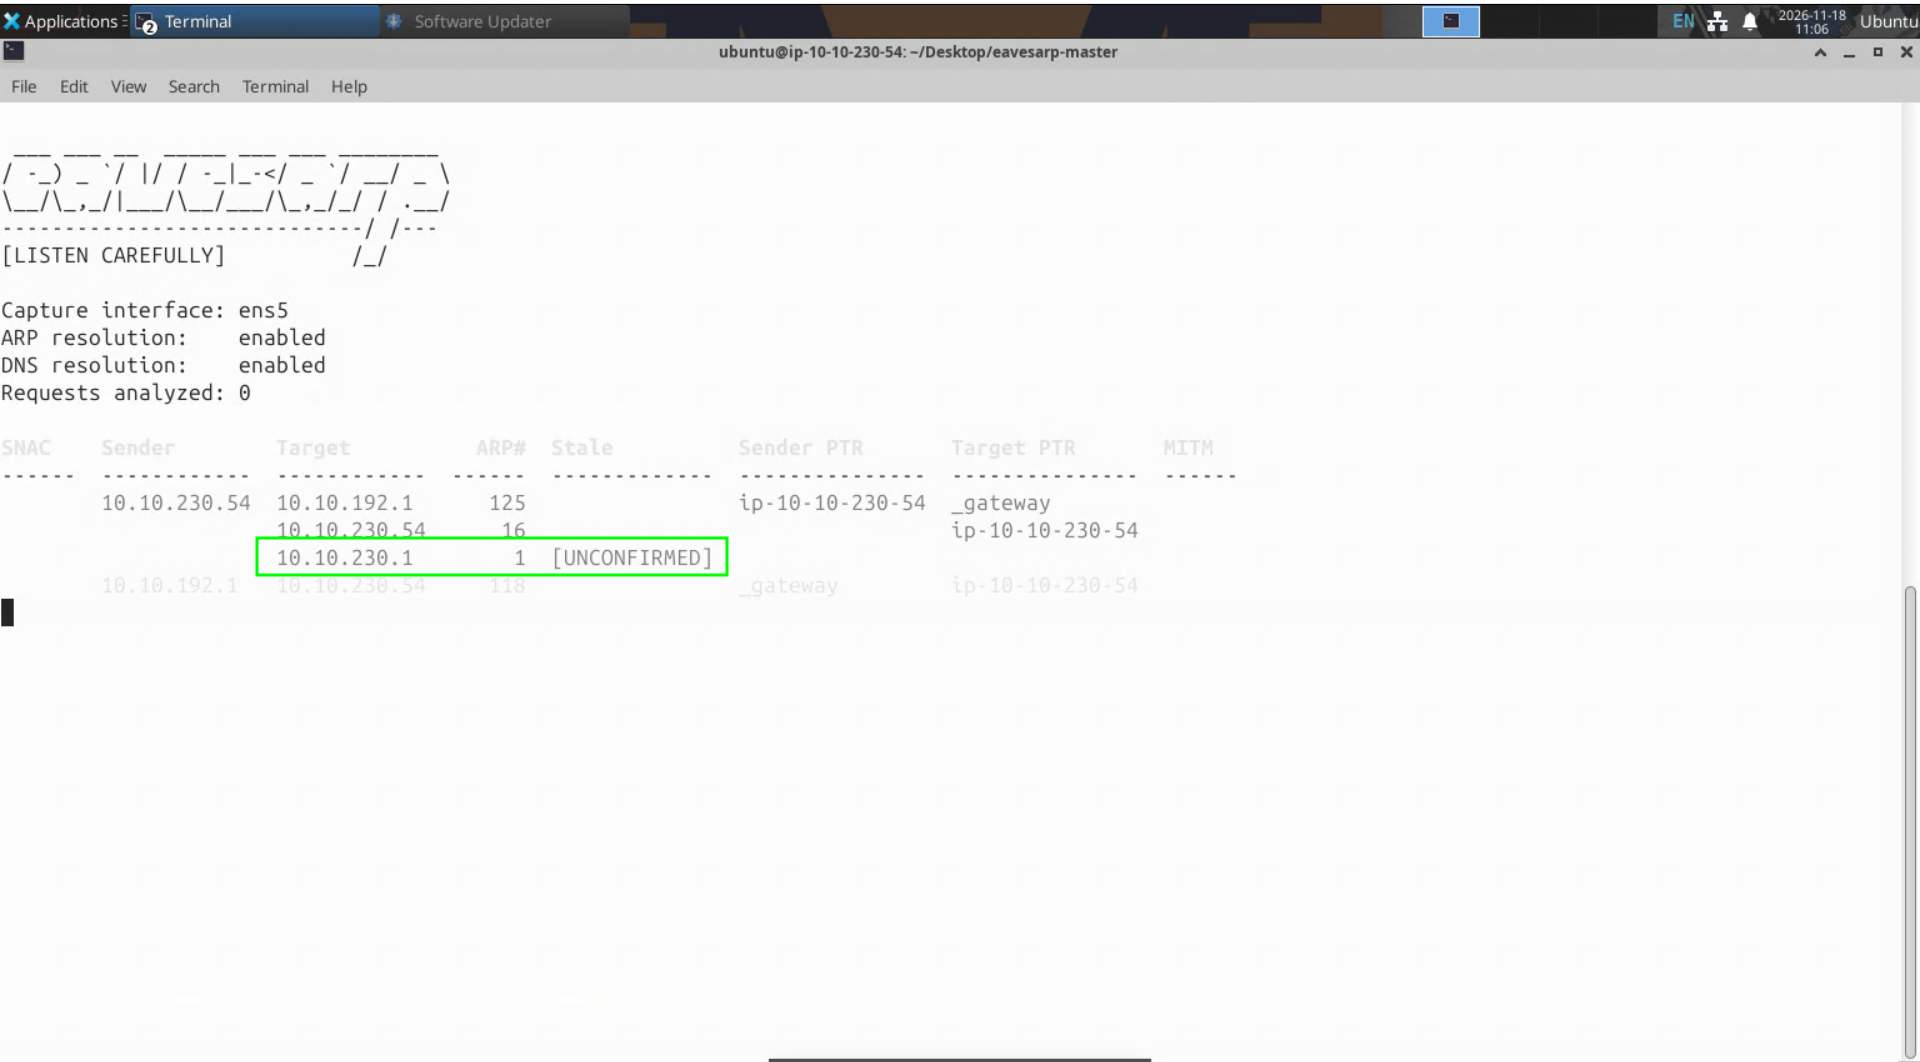 Applications Terminal Software Updater EN 2026-11-18 11:06 Ubuntu
ubuntu@ip-10-10-230-54: ~/Desktop/eavesarp-master
File Edit View Search Terminal Help
[LISTEN CAREFULLY]
Capture interface: ens5
ARP resolution: enabled
DNS resolution: enabled
Requests analyzed: 0
SNAC Sender Target ARP# Stale Sender PTR Target PTR MITM
10.10.230.54 10.10.192.1 125 ip-10-10-230-54 _gateway
10.10.230.54 16 ip-10-10-230-54
10.10.230.1 1 [UNCONFIRMED]
10.10.192.1 10.10.230.54 118 _gateway ip-10-10-230-54